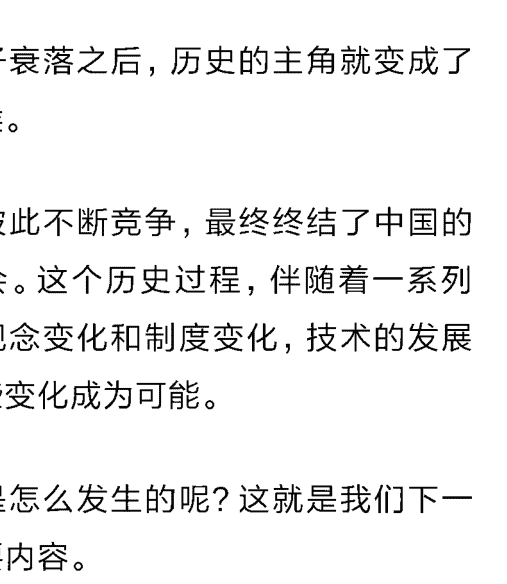 衰落之后，历史的主角就变成了
。
此不断竞争，最终终结了中国的
。这个历史过程，伴随着一系列
念变化和制度变化，技术的发展
变化成为可能。
怎么发生的呢？这就是我们下一
内容。